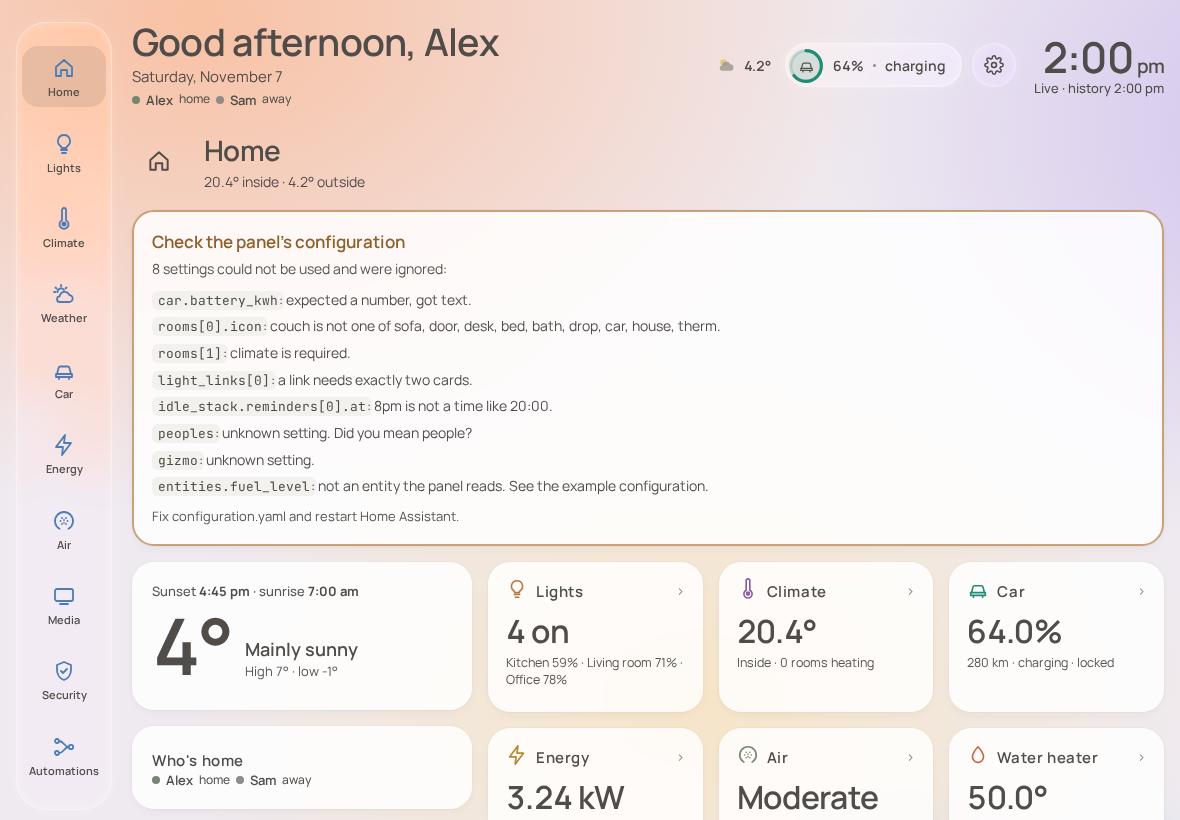 Good afternoon, Alex
Saturday, November 7
Alex home Sam away
4.2°
64% • charging
2:00 pm
Live · history 2:00 pm
Home
Lights
Climate
Weather
Car
Energy
Air
Media
Security
Automations
Home
20.4° inside · 4.2° outside
Check the panel's configuration
8 settings could not be used and were ignored:
car.battery_kwh: expected a number, got text.
rooms[0].icon: couch is not one of sofa, door, desk, bed, bath, drop, car, house, therm.
rooms[1]: climate is required.
light_links[0]: a link needs exactly two cards.
idle_stack.reminders[0].at: 8pm is not a time like 20:00.
peoples: unknown setting. Did you mean people?
gizmo: unknown setting.
entities.fuel_level: not an entity the panel reads. See the example configuration.
Fix configuration.yaml and restart Home Assistant.
Sunset 4:45 pm · sunrise 7:00 am
4°
Mainly sunny
High 7° · low -1°
Lights
4 on
Kitchen 59% · Living room 71% ·
Office 78%
Climate
20.4°
Inside · 0 rooms heating
Car
64.0%
280 km · charging · locked
Who's home
Alex home Sam away
Energy
3.24 kW
Air
Moderate
Water heater
50.0°